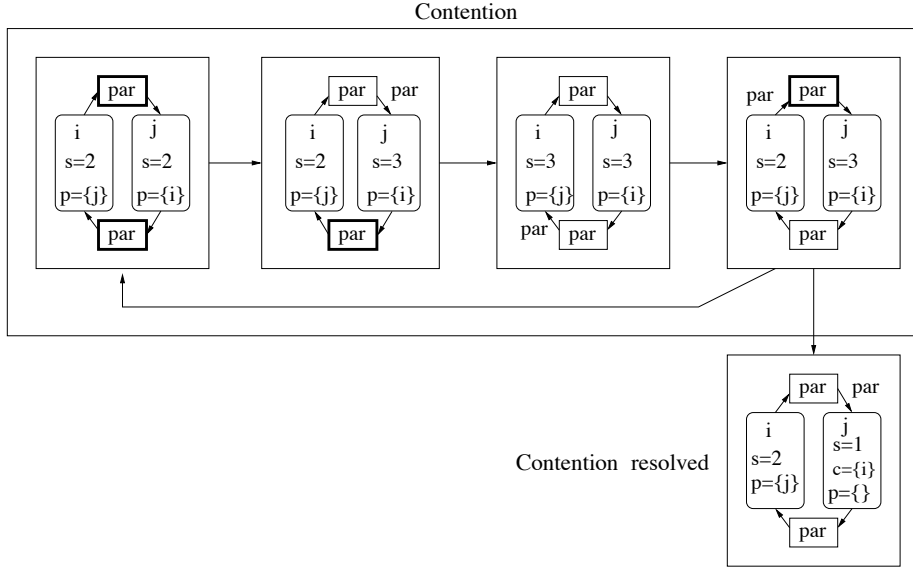 Contention
par
i
j
s=2
s=2
p={j}
p={i}
par
par
par
i
j
s=2
s=3
p={j}
p={i}
par
par
i
j
s=3
s=3
p={j}
p={i}
par
par
par
par
i
j
s=2
s=3
p={j}
p={i}
par
par
par
i
j
s=2
s=1
c={i}
p={j}
p={}
par
Contention resolved